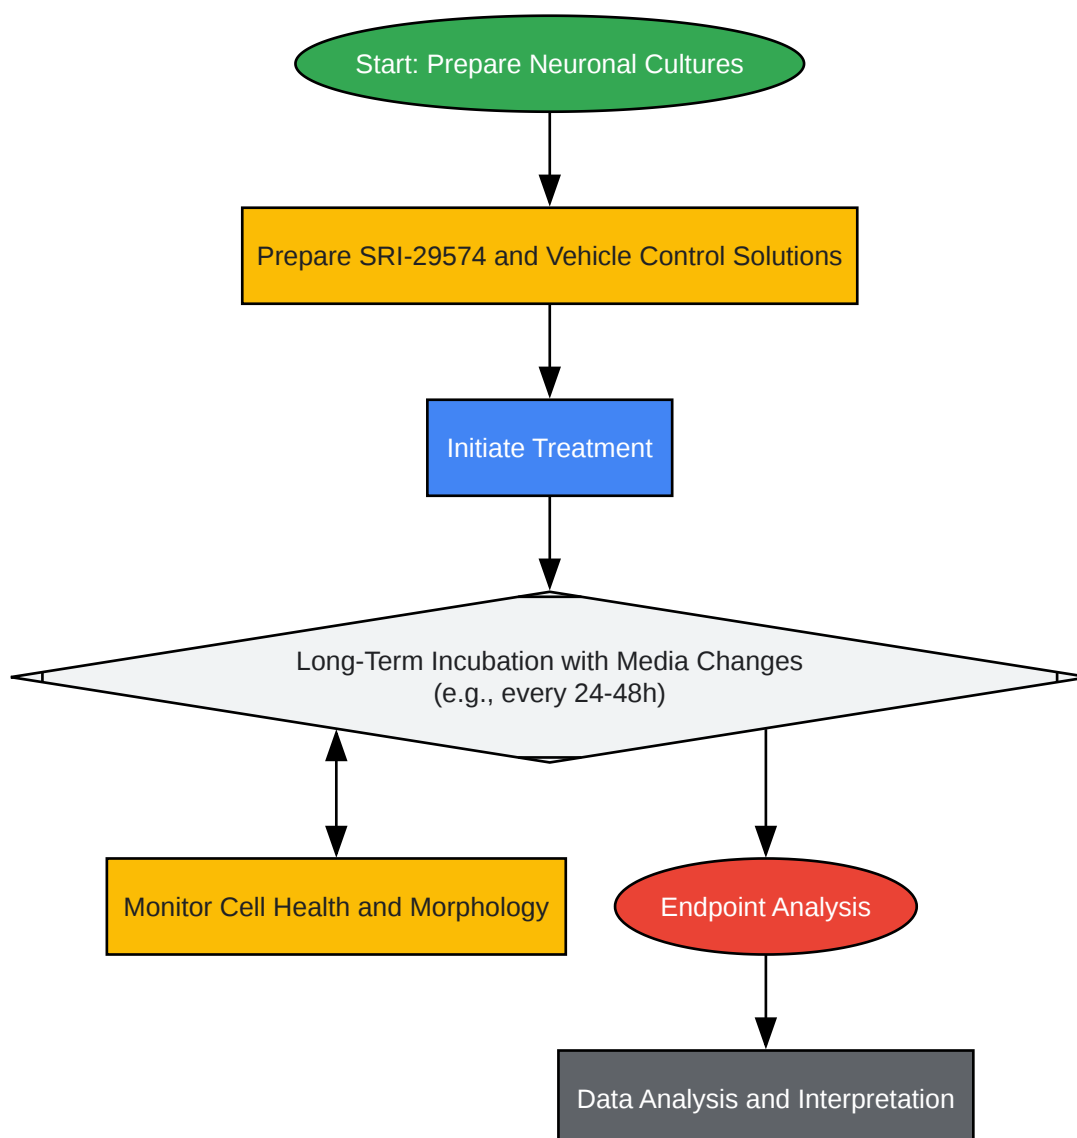 Start: Prepare Neuronal Cultures
Prepare SRI-29574 and Vehicle Control Solutions
Initiate Treatment
Long-Term Incubation with Media Changes
(e.g., every 24-48h)
Monitor Cell Health and Morphology
Endpoint Analysis
Data Analysis and Interpretation